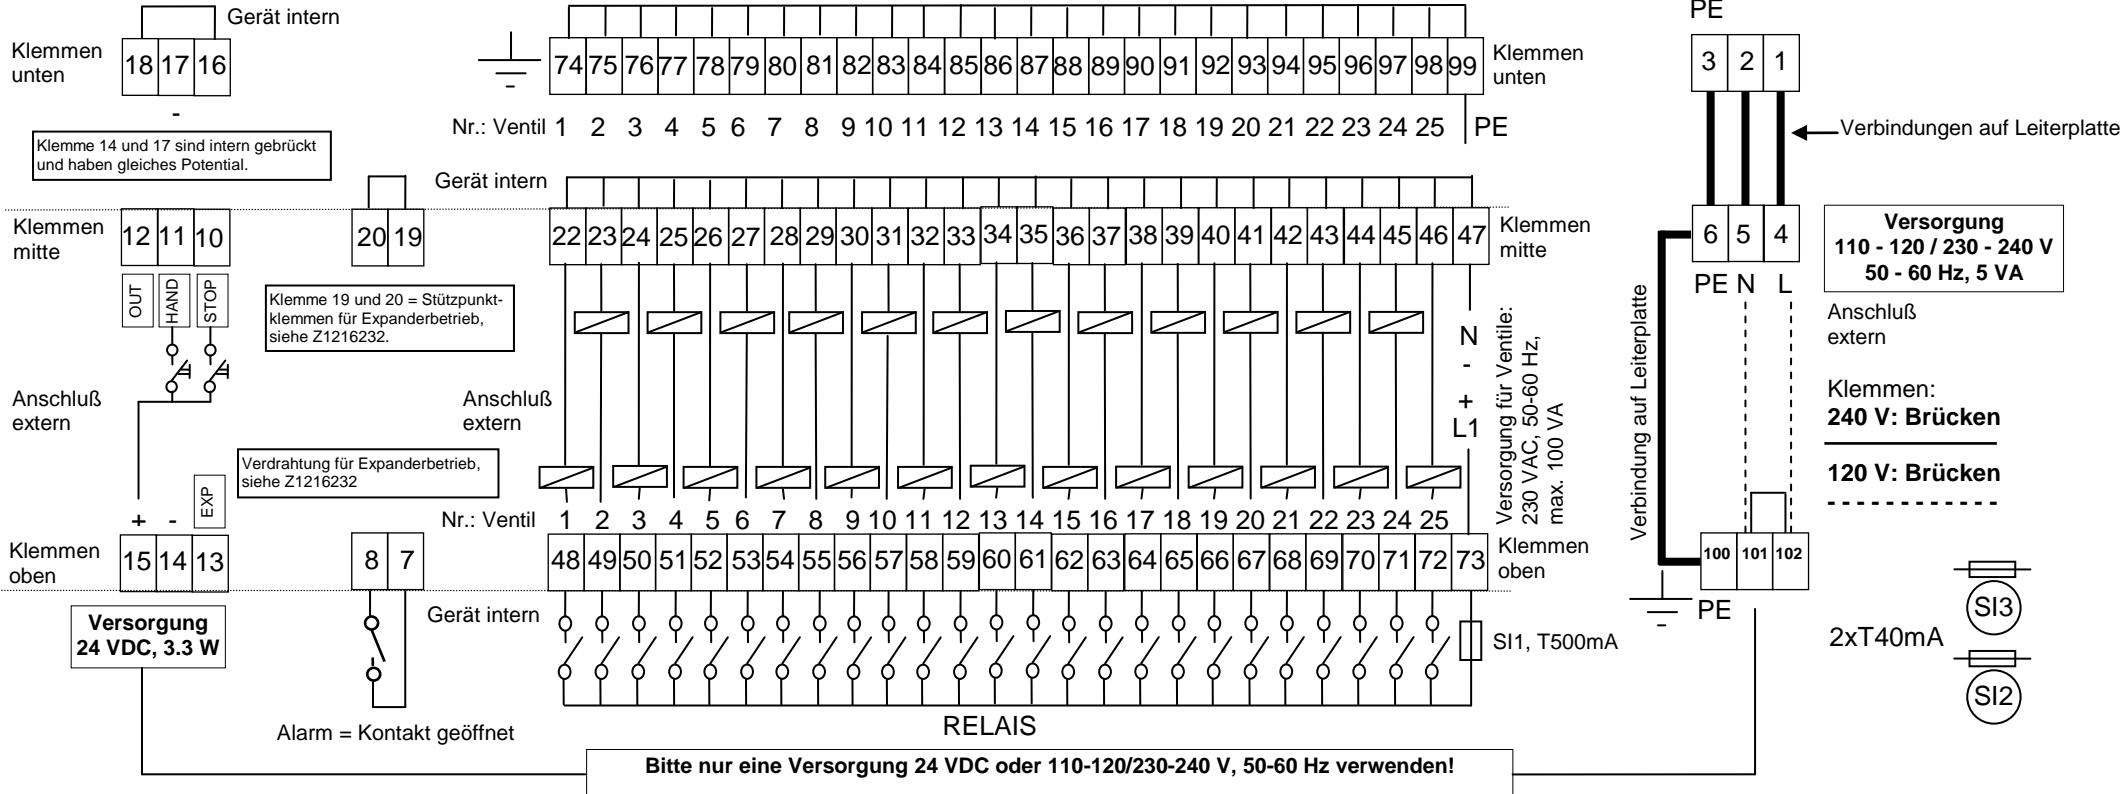 Gerät intern
Klemmen
unten
18 17 16
-
Klemme 14 und 17 sind intern gebrückt
und haben gleiches Potential.
74 75 76 77 78 79 80 81 82 83 84 85 86 87 88 89 90 91 92 93 94 95 96 97 98 99
Klemmen
unten
Nr.: Ventil 1 2 3 4 5 6 7 8 9 10 11 12 13 14 15 16 17 18 19 20 21 22 23 24 25 PE
PE
3 2 1
Verbindungen auf Leiterplatte
Gerät intern
Klemmen
mitte
12 11 10
20 19
22 23 24 25 26 27 28 29 30 31 32 33 34 35 36 37 38 39 40 41 42 43 44 45 46 47
Klemmen
mitte
6 5 4
PE N L
Versorgung
110 - 120 / 230 - 240 V
50 - 60 Hz, 5 VA
OUT
HAND
STOP
Klemme 19 und 20 = Stützpunkt-
klemmen für Expanderbetrieb,
siehe Z1216232.
Anschluß
extern
Anschluß
extern
N
-
+
L1
Versorgung für Ventile:
230 VAC, 50-60 Hz,
max. 100 VA
Verbindung auf Leiterplatte
Anschluß
extern
Klemmen:
240 V: Brücken
120 V: Brücken
Verdrahtung für Expanderbetrieb,
siehe Z1216232
+ -
EXP
Nr.: Ventil 1 2 3 4 5 6 7 8 9 10 11 12 13 14 15 16 17 18 19 20 21 22 23 24 25
Klemmen
oben
15 14 13
8 7
48 49 50 51 52 53 54 55 56 57 58 59 60 61 62 63 64 65 66 67 68 69 70 71 72 73
Klemmen
oben
100 101 102
PE
Versorgung
24 VDC, 3.3 W
Gerät intern
SI1, T500mA
2xT40mA
SI3
SI2
Alarm = Kontakt geöffnet
RELAIS
Bitte nur eine Versorgung 24 VDC oder 110-120/230-240 V, 50-60 Hz verwenden!